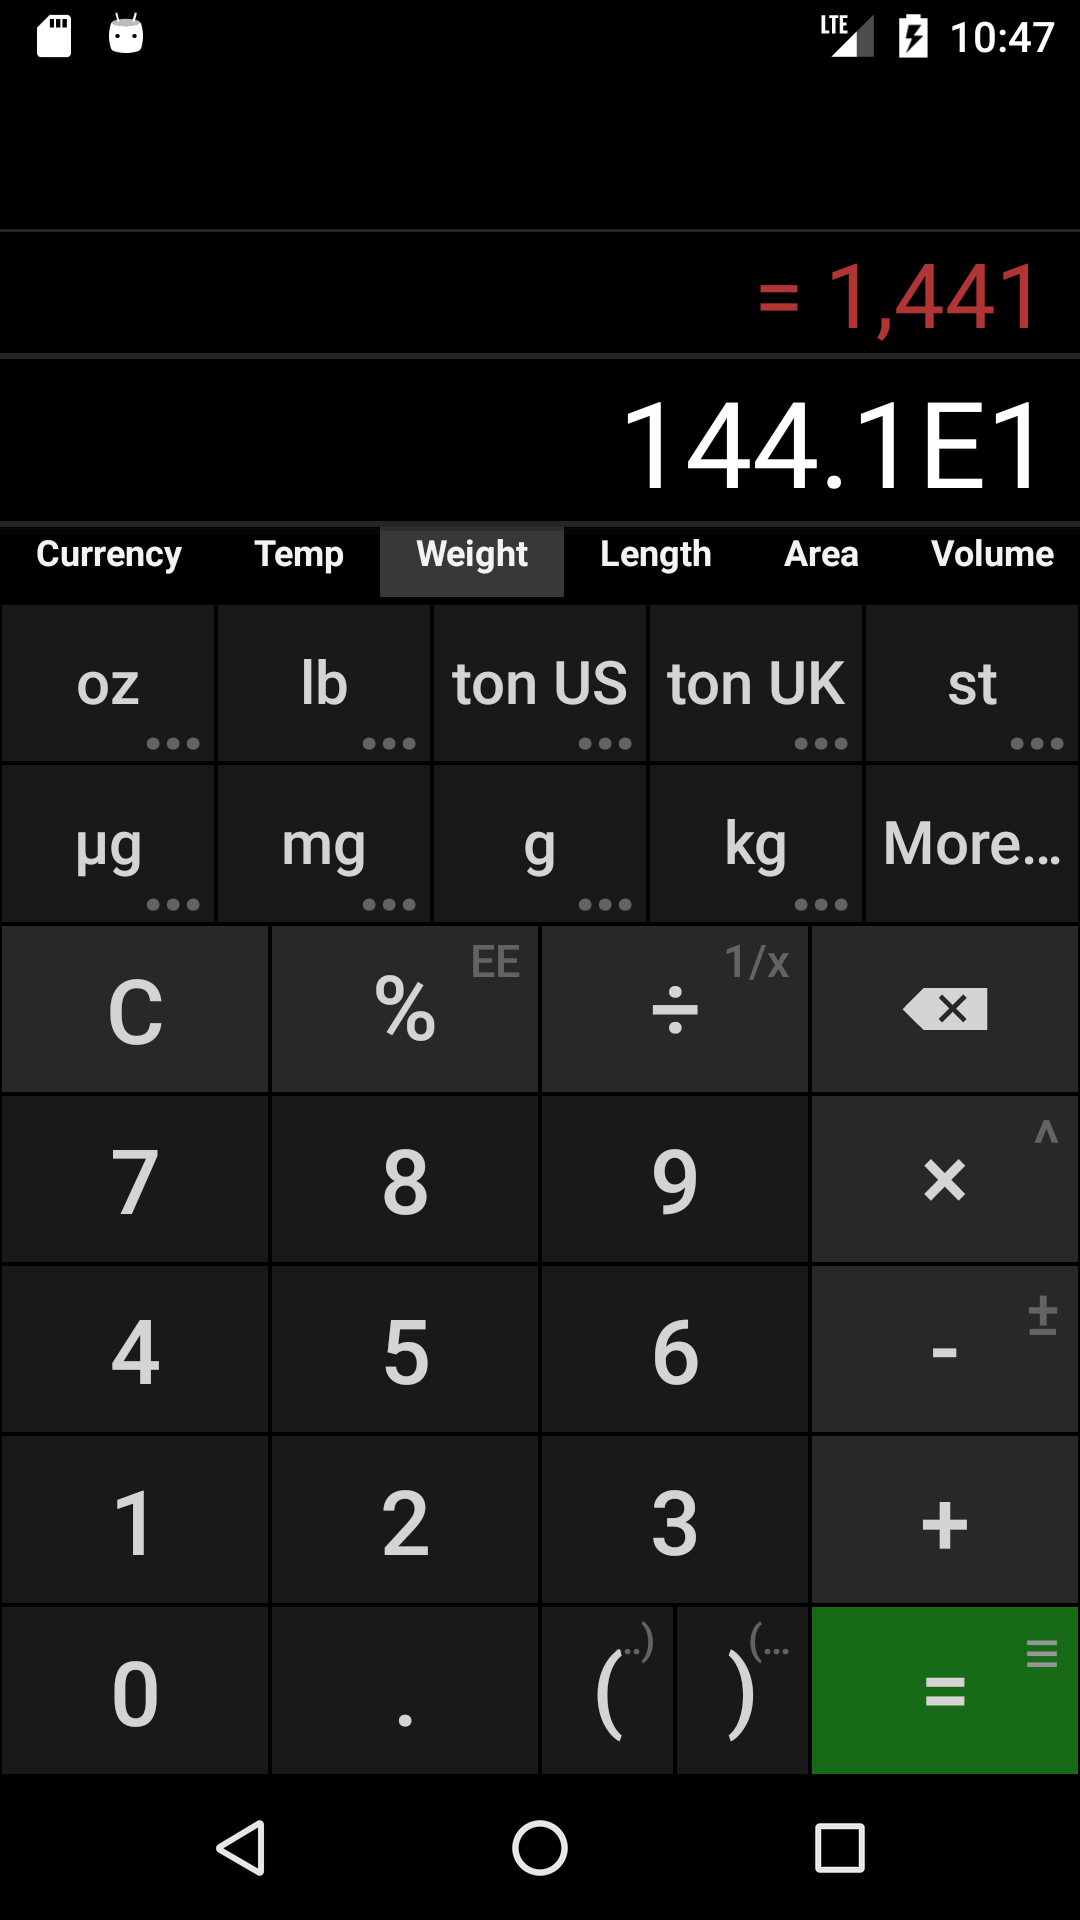 LTE 10:47
= 1,441
144.1E1
Currency Temp Weight Length Area Volume
oz lb ton US ton UK st
µg mg g kg More...
C % EE ÷ 1/x
7 8 9 × ^
4 5 6 - ±
1 2 3 +
0 . ( ...) ) (... =